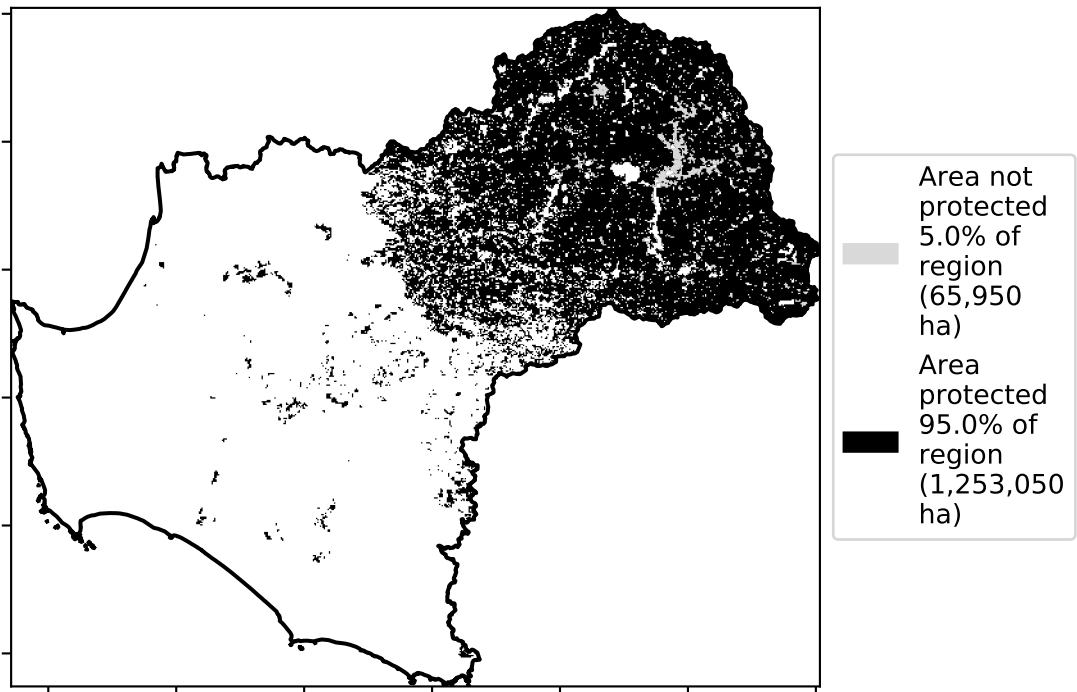 Area not
protected
5.0% of
region
(65,950
ha)
Area
protected
95.0% of
region
(1,253,050
ha)